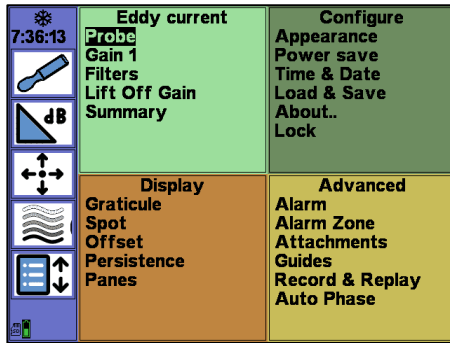 7:36:13
dB
Eddy current
Probe
Gain 1
Filters
Lift Off Gain
Summary
Configure
Appearance
Power save
Time & Date
Load & Save
About..
Lock
Display
Graticule
Spot
Offset
Persistence
Panes
Advanced
Alarm
Alarm Zone
Attachments
Guides
Record & Replay
Auto Phase